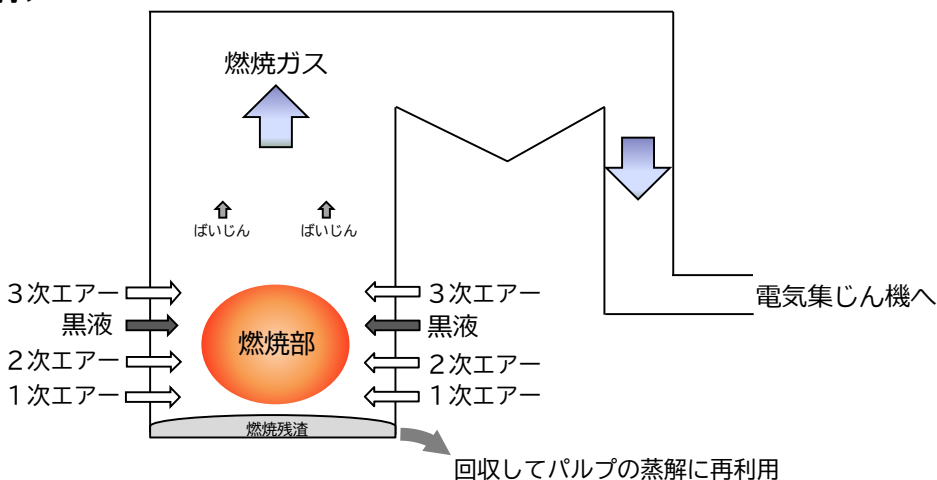 燃焼ガス
ばいじん ばいじん
3次エアー 3次エアー
電気集じん機へ
黒液 黒液
燃焼部
2次エアー 2次エアー
1次エアー 1次エアー
燃焼残渣
回収してパルプの蒸解に再利用